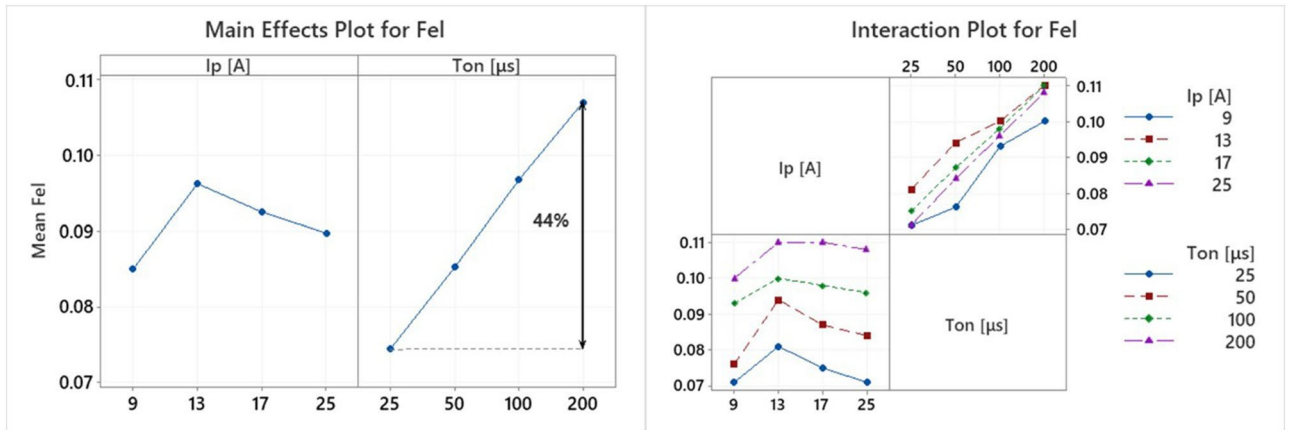 Main Effects Plot for Fel
Ip [A]
Ton [µs]
Mean Fel
0.11
0.10
0.09
0.08
0.07
44%
9 13 17 25
25 50 100 200
Interaction Plot for Fel
25 50 100 200
Ip [A]
0.11
0.10
0.09
0.08
0.07
0.11
0.10
0.09
0.08
0.07
Ton [µs]
9 13 17 25
Ip [A]
9
13
17
25
Ton [µs]
25
50
100
200